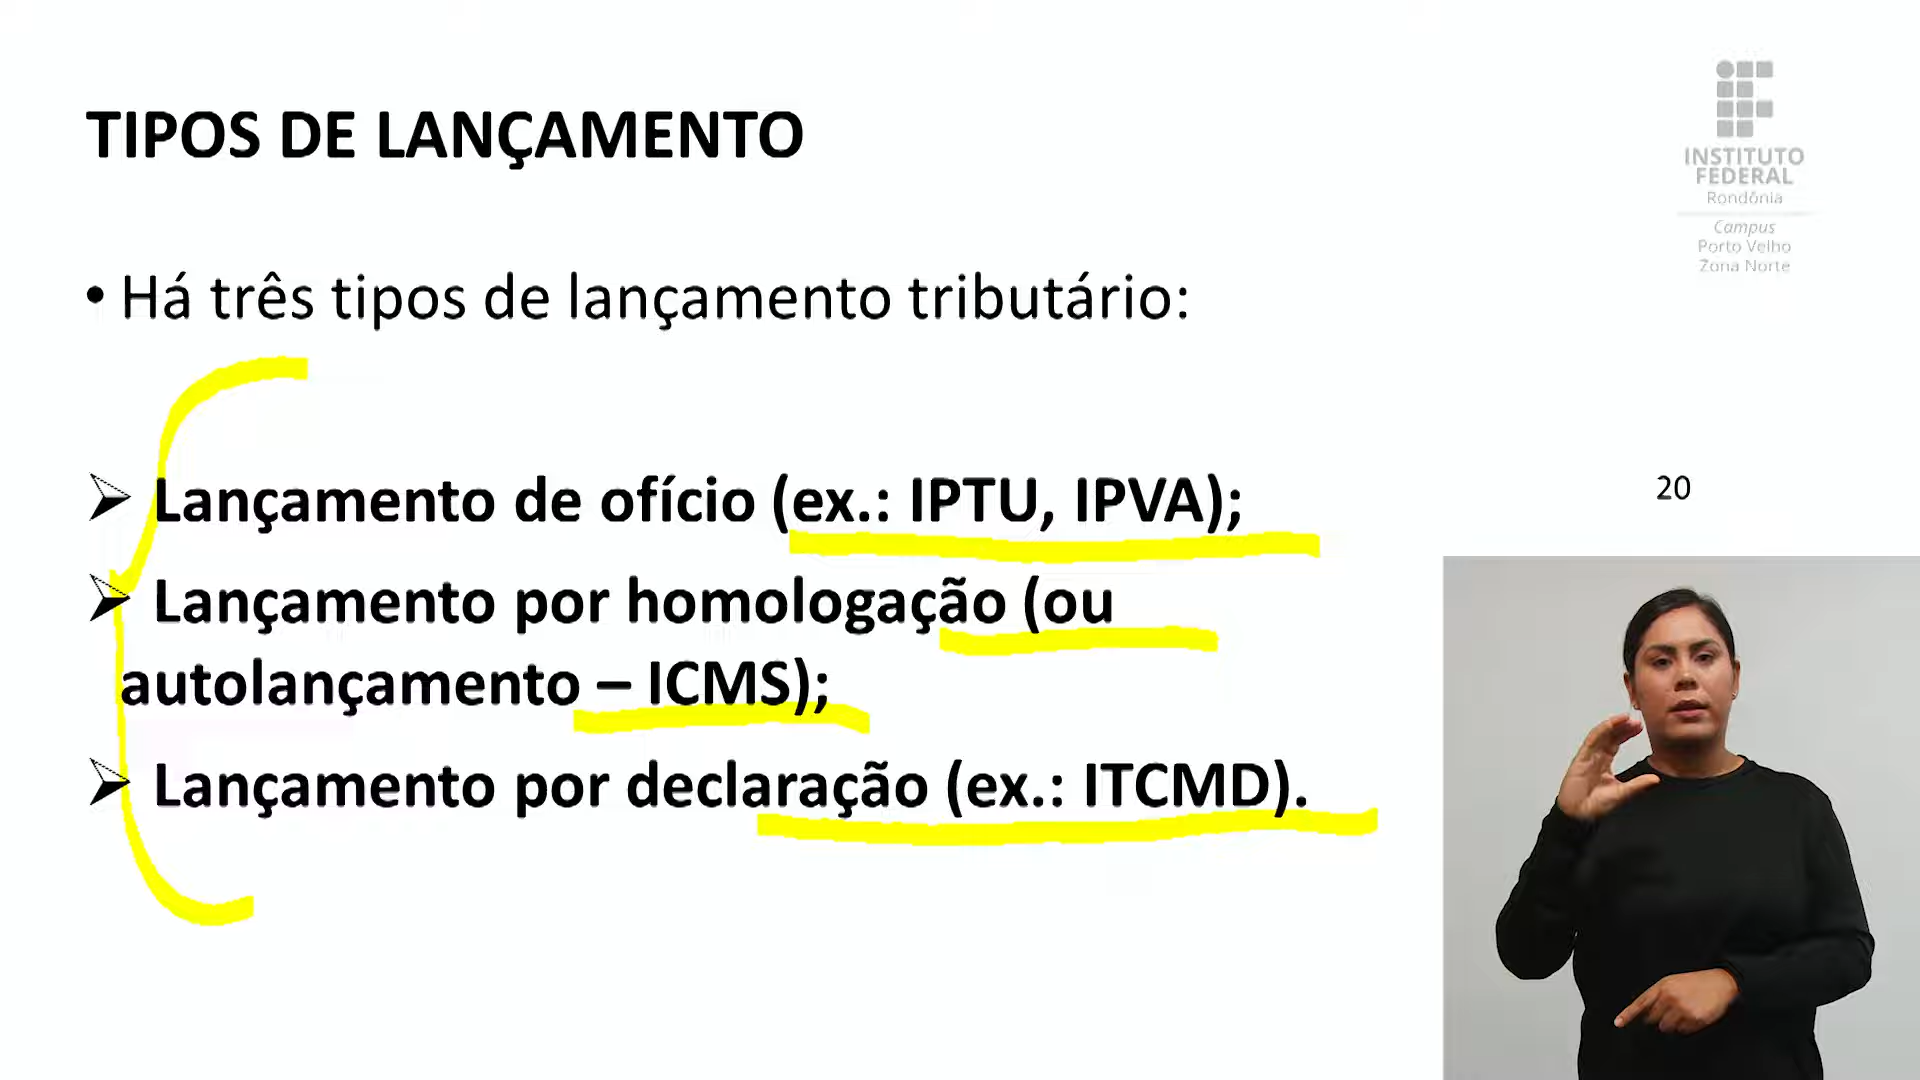 TIPOS DE LANÇAMENTO
INSTITUTO
FEDERAL
Rondônia
Campus
Porto Velho
Zona Norte
• Há três tipos de lançamento tributário:
Lançamento de ofício (ex.: IPTU, IPVA);
20
Lançamento por homologação (ou
autolançamento – ICMS);
Lançamento por declaração (ex.: ITCMD).